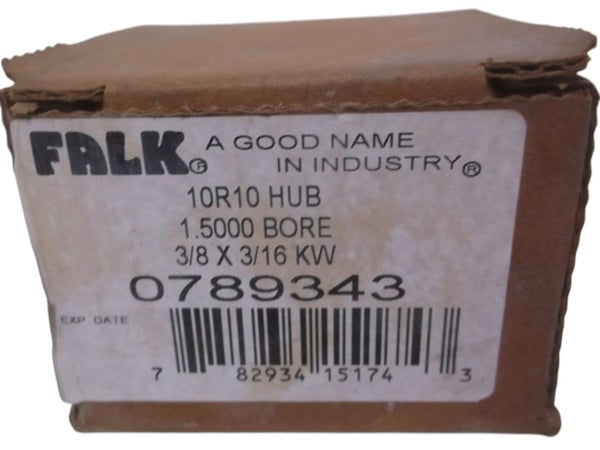 FALK® A GOOD NAME
IN INDUSTRY®
10R10 HUB
1.5000 BORE
3/8 X 3/16 KW
0789343
EXP DATE
7 82934 15174 3